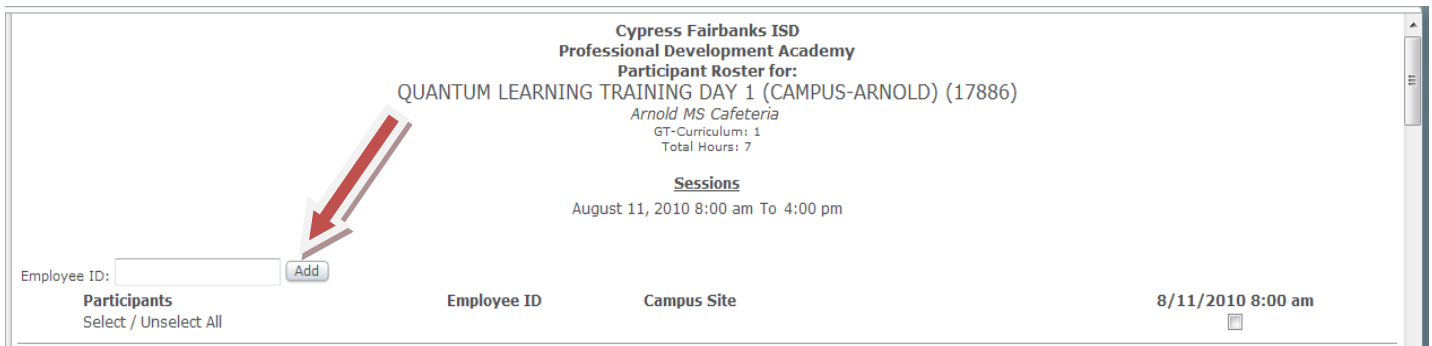 Cypress Fairbanks ISD
Professional Development Academy
Participant Roster for:
QUANTUM LEARNING TRAINING DAY 1 (CAMPUS-ARNOLD) (17886)
Arnold MS Cafeteria
GT-Curriculum: 1
Total Hours: 7
Sessions
August 11, 2010 8:00 am To 4:00 pm
Employee ID: Add
Participants Employee ID Campus Site 8/11/2010 8:00 am
Select / Unselect All